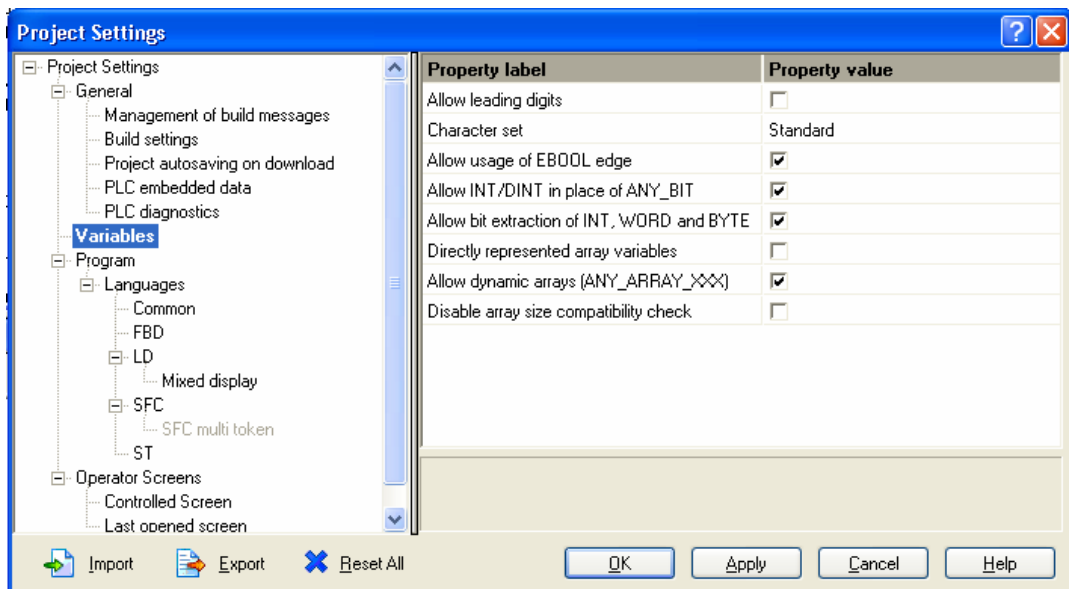 Project Settings
Project Settings
General
Management of build messages
Build settings
Project autosaving on download
PLC embedded data
PLC diagnostics
Variables
Program
Languages
Common
FBD
LD
Mixed display
SFC
SFC multi token
ST
Operator Screens
Controlled Screen
Last opened screen
Property label Property value
Allow leading digits
Character set Standard
Allow usage of EBOOL edge
Allow INT/DINT in place of ANY_BIT
Allow bit extraction of INT, WORD and BYTE
Directly represented array variables
Allow dynamic arrays (ANY_ARRAY_XXX)
Disable array size compatibility check
Import Export Reset All OK Apply Cancel Help